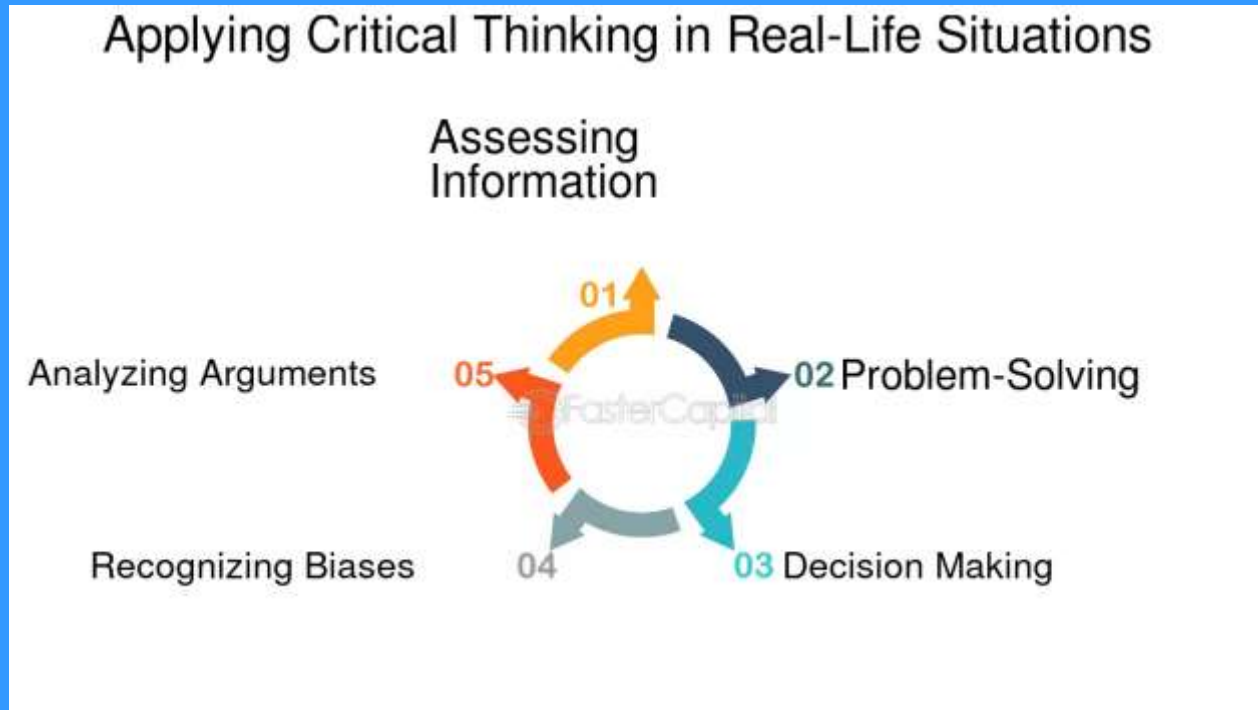 Applying Critical Thinking in Real-Life Situations
Assessing
Information
01
Analyzing Arguments 05
02 Problem-Solving
FasterCapital
Recognizing Biases 04
03 Decision Making